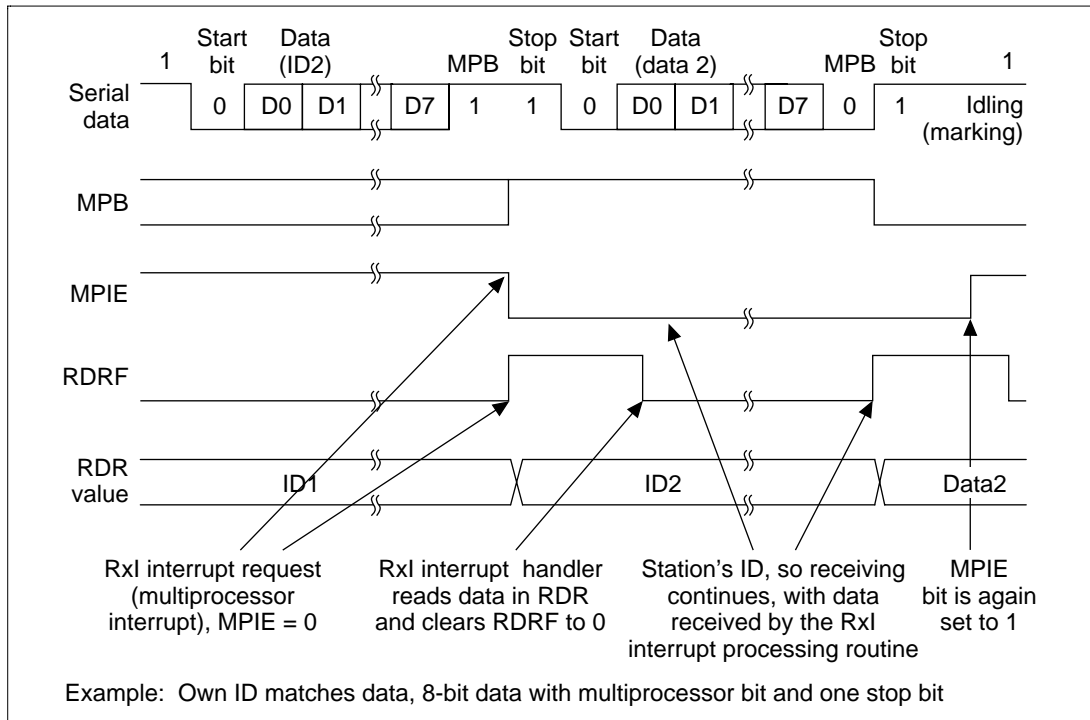 Start Data Stop Start Data Stop
1 bit (ID2) MPB bit bit (data 2) MPB bit 1
Serial data 0 D0 D1 D7 1 1 0 D0 D1 D7 0 1 Idling (marking)
MPB
MPIE
RDRF
RDR value ID1 ID2 Data2
RxI interrupt request
(multiprocessor
interrupt), MPIE = 0
RxI interrupt handler
reads data in RDR
and clears RDRF to 0
Station's ID, so receiving
continues, with data
received by the RxI
interrupt processing routine
MPIE
bit is again
set to 1
Example: Own ID matches data, 8-bit data with multiprocessor bit and one stop bit